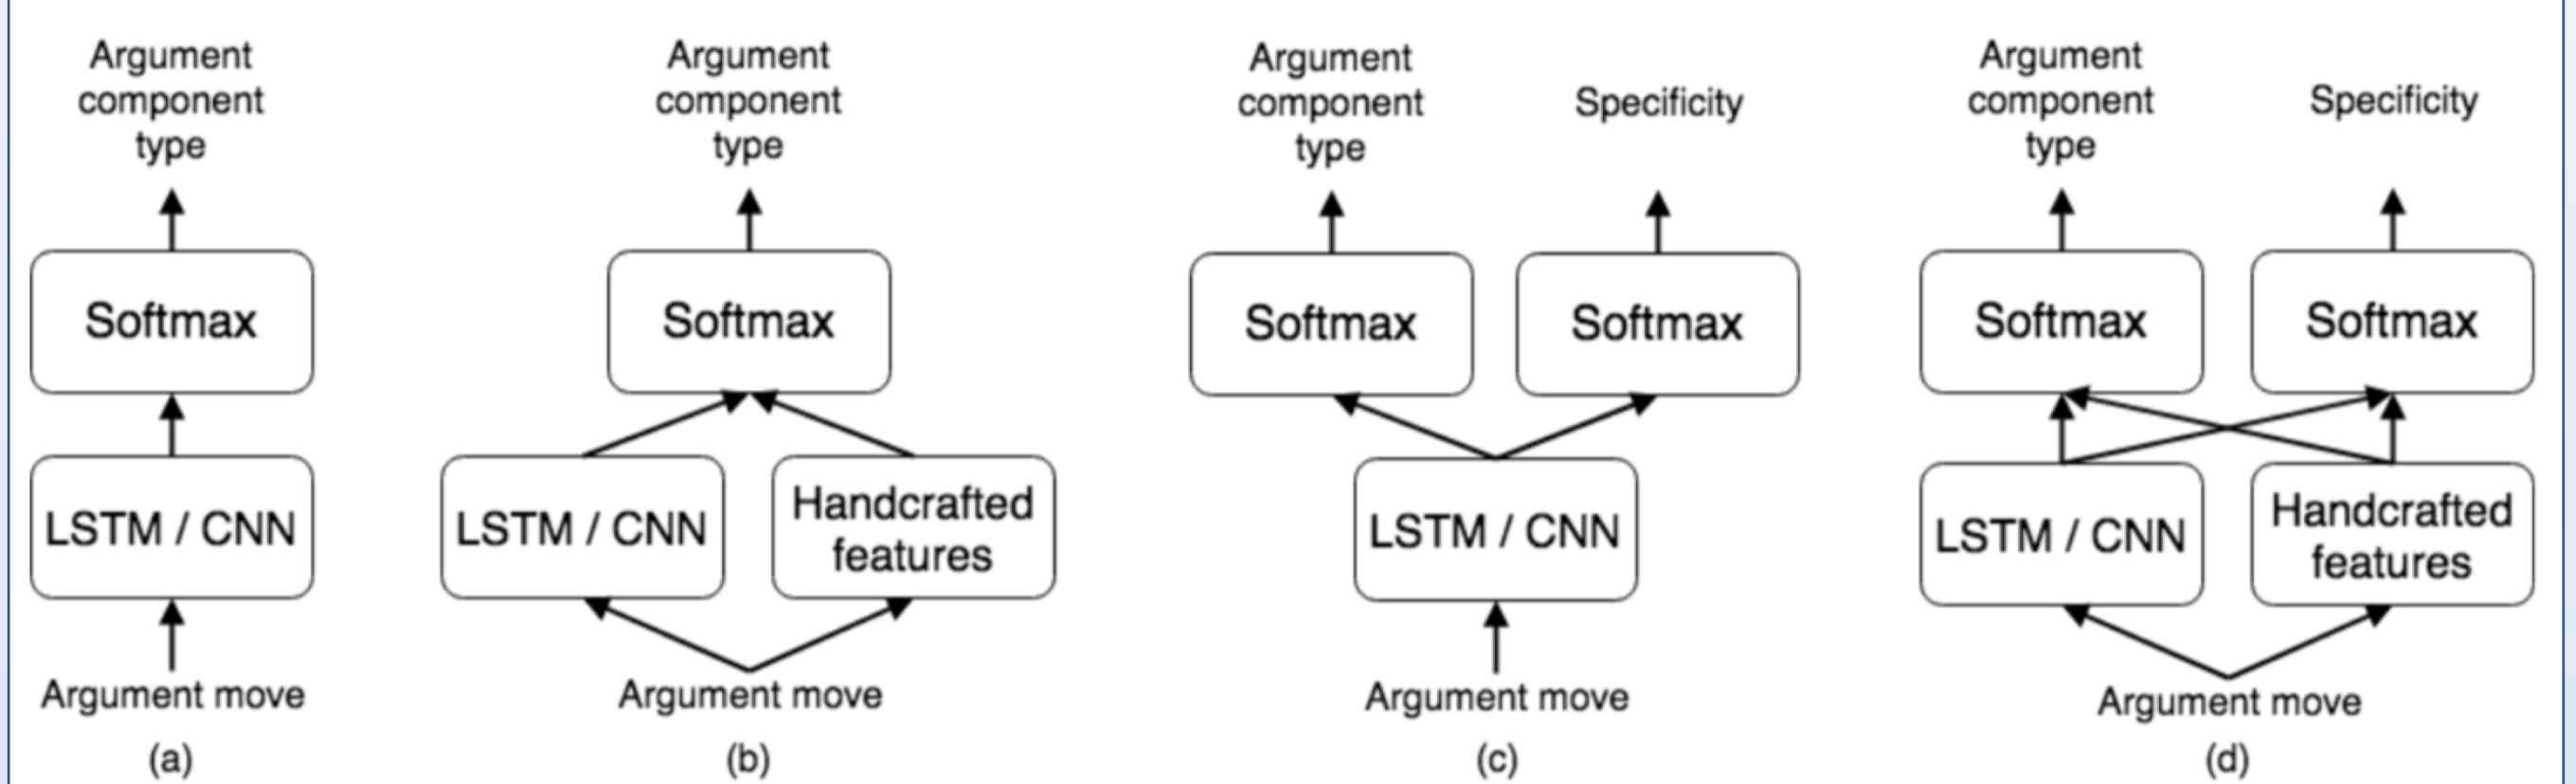 Argument
component
type
Softmax
LSTM / CNN
Argument move
(a)
Argument
component
type
Softmax
LSTM / CNN
Handcrafted
features
Argument move
(b)
Argument
component
type
Specificity
Softmax
Softmax
LSTM / CNN
Argument move
(c)
Argument
component
type
Specificity
Softmax
Softmax
LSTM / CNN
Handcrafted
features
Argument move
(d)